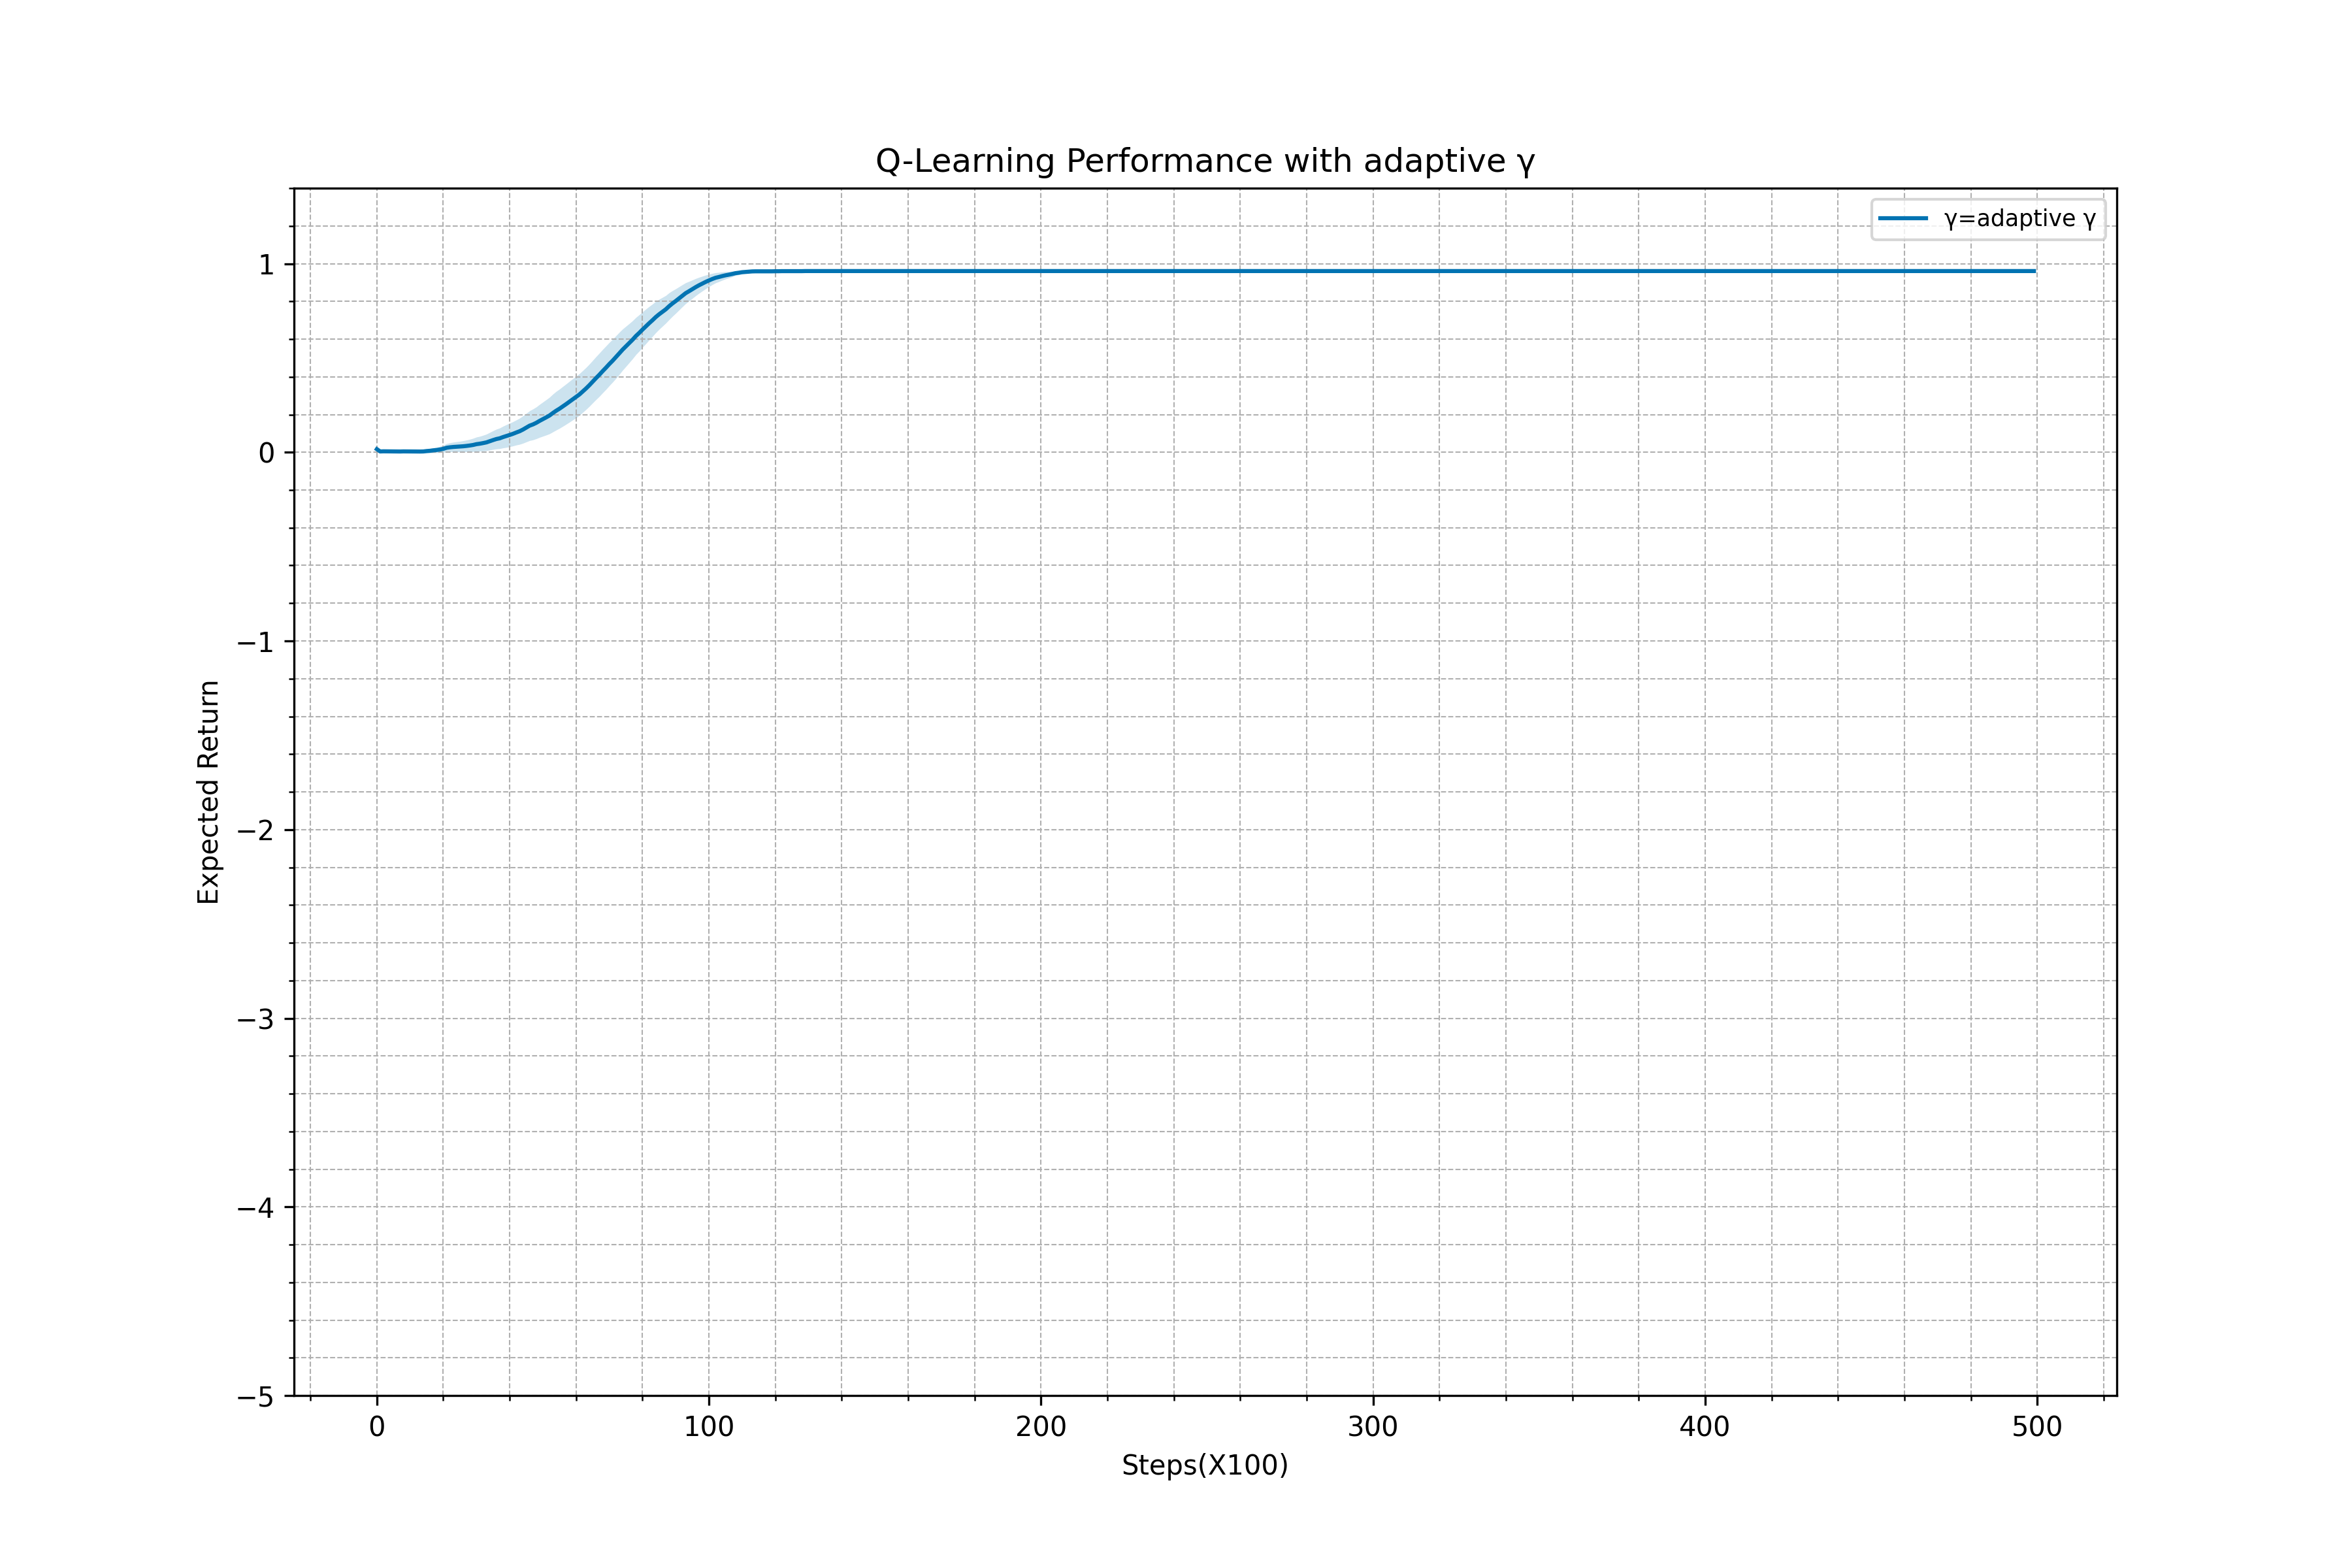 Q-Learning Performance with adaptive γ
γ=adaptive γ
1
0
−1
−2
−3
−4
−5
Expected Return
0 100 200 300 400 500
Steps(X100)